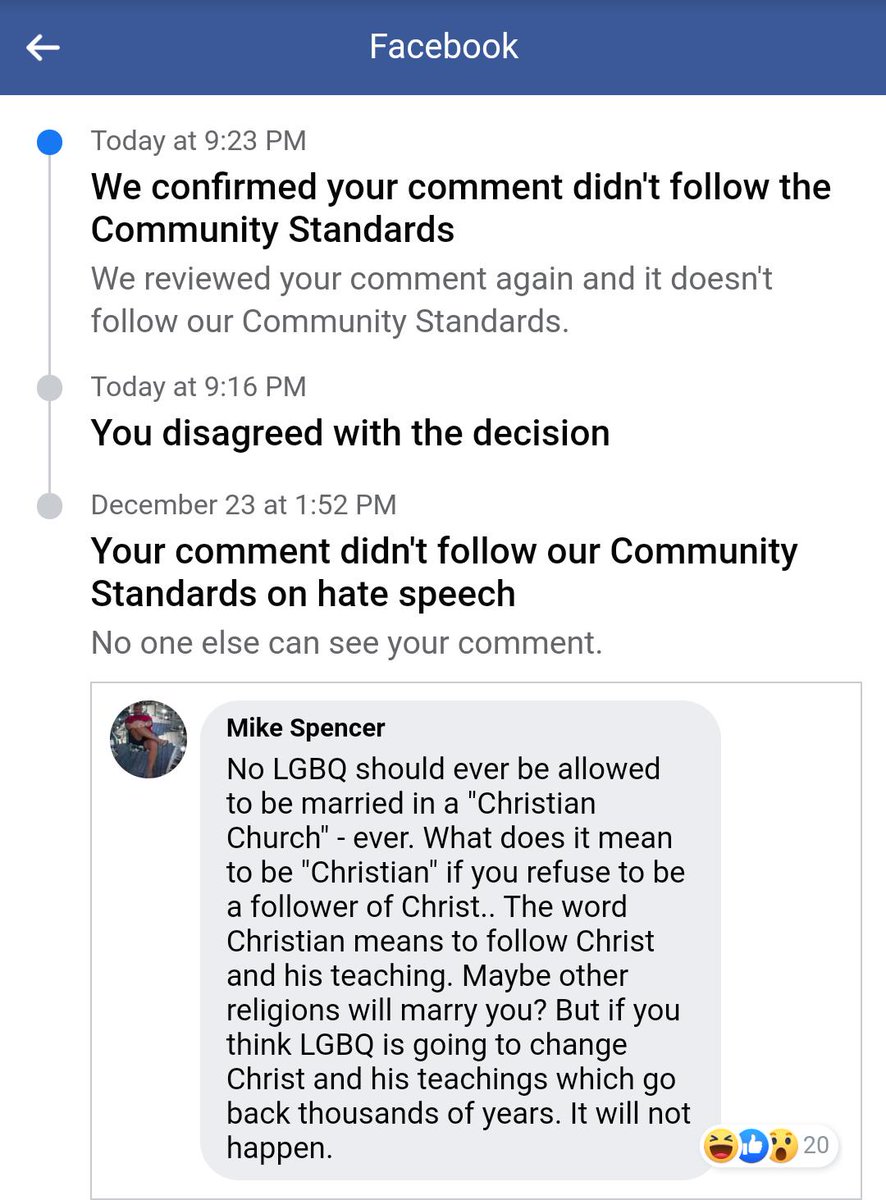 Facebook
Today at 9:23 PM
We confirmed your comment didn't follow the
Community Standards
We reviewed your comment again and it doesn't
follow our Community Standards.
Today at 9:16 PM
You disagreed with the decision
December 23 at 1:52 PM
Your comment didn't follow our Community
Standards on hate speech
No one else can see your comment.
Mike Spencer
No LGBQ should ever be allowed
to be married in a "Christian
Church" - ever. What does it mean
to be "Christian" if you refuse to be
a follower of Christ.. The word
Christian means to follow Christ
and his teaching. Maybe other
religions will marry you? But if you
think LGBQ is going to change
Christ and his teachings which go
back thousands of years. It will not
happen.
20